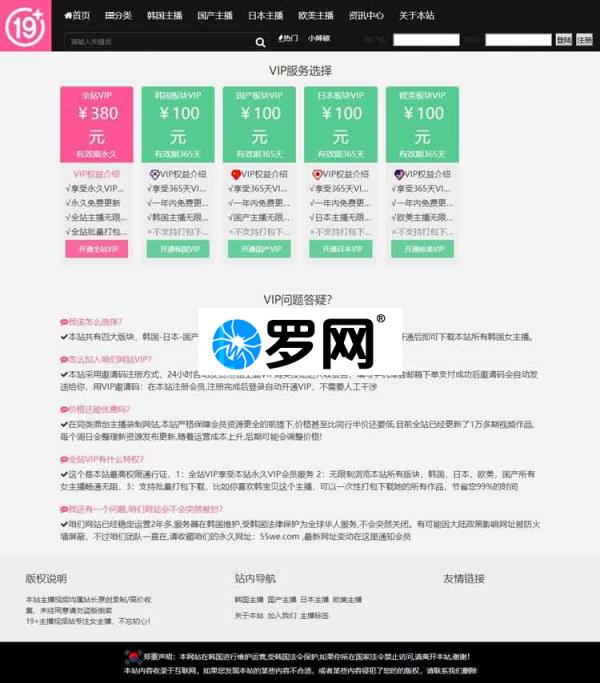 19+
首页 分类 韩国主播 国产主播 日本主播 欧美主播 资讯中心 关于本站
请输入关键词 热门 小辣椒 登陆 注册
VIP服务选择
全站VIP 韩国板块VIP 国产板块VIP 日本板块VIP 欧美板块VIP
¥380 ¥100 ¥100 ¥100 ¥100
元 元 元 元 元
有效期永久 有效期365天 有效期365天 有效期365天 有效期365天
VIP权益介绍 VIP权益介绍 VIP权益介绍 VIP权益介绍 VIP权益介绍
√享受永久VIP... √享受365天VI... √享受365天VI... √享受365天VI... √享受365天VI...
√永久免费更新 √一年内免费更... √一年内免费更... √一年内免费更... √一年内免费更...
√全站主播无限... √韩国主播无限... √国产主播无限... √日本主播无限... √欧美主播无限...
√全站批量打包... ×不支持打包下... ×不支持打包下... ×不支持打包下... ×不支持打包下...
开通全站VIP 开通韩国VIP 开通国产VIP 开通日本VIP 开通欧美VIP
VIP问题答疑?
罗网®
我该怎么选择?
本站共有四大版块，韩国-日本-国产 开通后即可下载本站所有韩国女主播。
怎么加入咱们网站VIP?
本站采用邀请码注册方式，24小时自动 邮箱下单支付成功后邀请码会自动发
送给你，用VIP邀请码：在本站注册会员,注册完成后登录自动开通VIP，不需要人工干涉
价格还能优惠吗?
在同类原创主播录制网站,本站严格保障会员资源更全的前提下,价格甚至比同行半价还要低,目前全站已经更新了1万多期视频作品,
每个周日会整理新资源发布更新,随着运营成本上升,后期可能会调整价格!
全站VIP有什么特权?
这个是本站最高权限通行证，1：全站VIP享受本站永久VIP会员服务 2：无限制浏览本站所有版块，韩国，日本，欧美，国产所有
女主播畅通无阻，3：支持批量打包下载，比如你喜欢韩宝贝这个主播，可以一次性打包下载她的所有作品，节省您99%的时间
我还有一个问题,咱们网站会不会突然被封?
咱们网站已经稳定运营2年多,服务器在韩国维护,受韩国法律保护为全球华人服务,不会突然关闭。有可能因大陆政策影响网址被防火
墙屏蔽，不过咱们团队一直在,请收藏咱们的永久网址：55we.com ,最新网址变动在这里通知会员
版权说明 站内导航 友情链接
本站主播视频均属站长原创录制/高价收
集，未经同意请勿盗版倒卖
19+主播视频站专注女主播，不忘初心!
韩国主播 国产主播 日本主播 欧美主播
关于本站 加入我们 主播标签
郑重声明：本网站在韩国进行维护运营,受韩国法令保护,如果你所在国家法令禁止访问,请离开本站,谢谢!
本站内容收录于互联网，如果您发现本站的某些内容不合适，或者某些内容侵犯了您的的版权，请联系我们删除